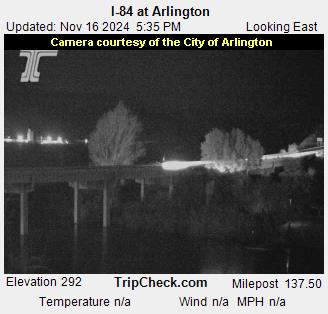 I-84 at Arlington
Updated: Nov 16 2024 5:35 PM Looking East
Camera courtesy of the City of Arlington
Elevation 292 TripCheck.com Milepost 137.50
Temperature n/a Wind n/a MPH n/a